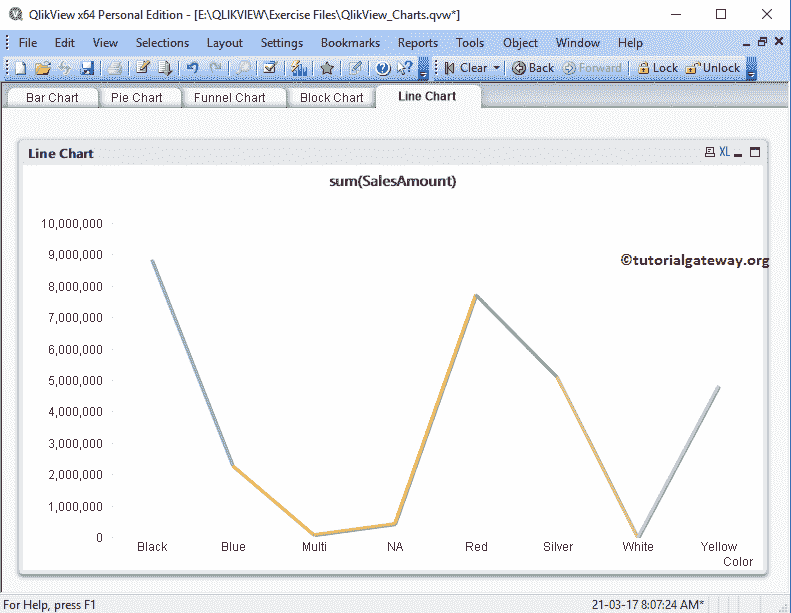 QlikView x64 Personal Edition - [E:\QLIKVIEW\Exercise Files\QlikView_Charts.qvw*]
File Edit View Selections Layout Settings Bookmarks Reports Tools Object Window Help
Clear Back Forward Lock Unlock
Bar Chart Pie Chart Funnel Chart Block Chart Line Chart
Line Chart XL
sum(SalesAmount)
10,000,000
9,000,000
©tutorialgateway.org
8,000,000
7,000,000
6,000,000
5,000,000
4,000,000
3,000,000
2,000,000
1,000,000
0
Black Blue Multi NA Red Silver White Yellow
Color
For Help, press F1 21-03-17 8:07:24 AM*